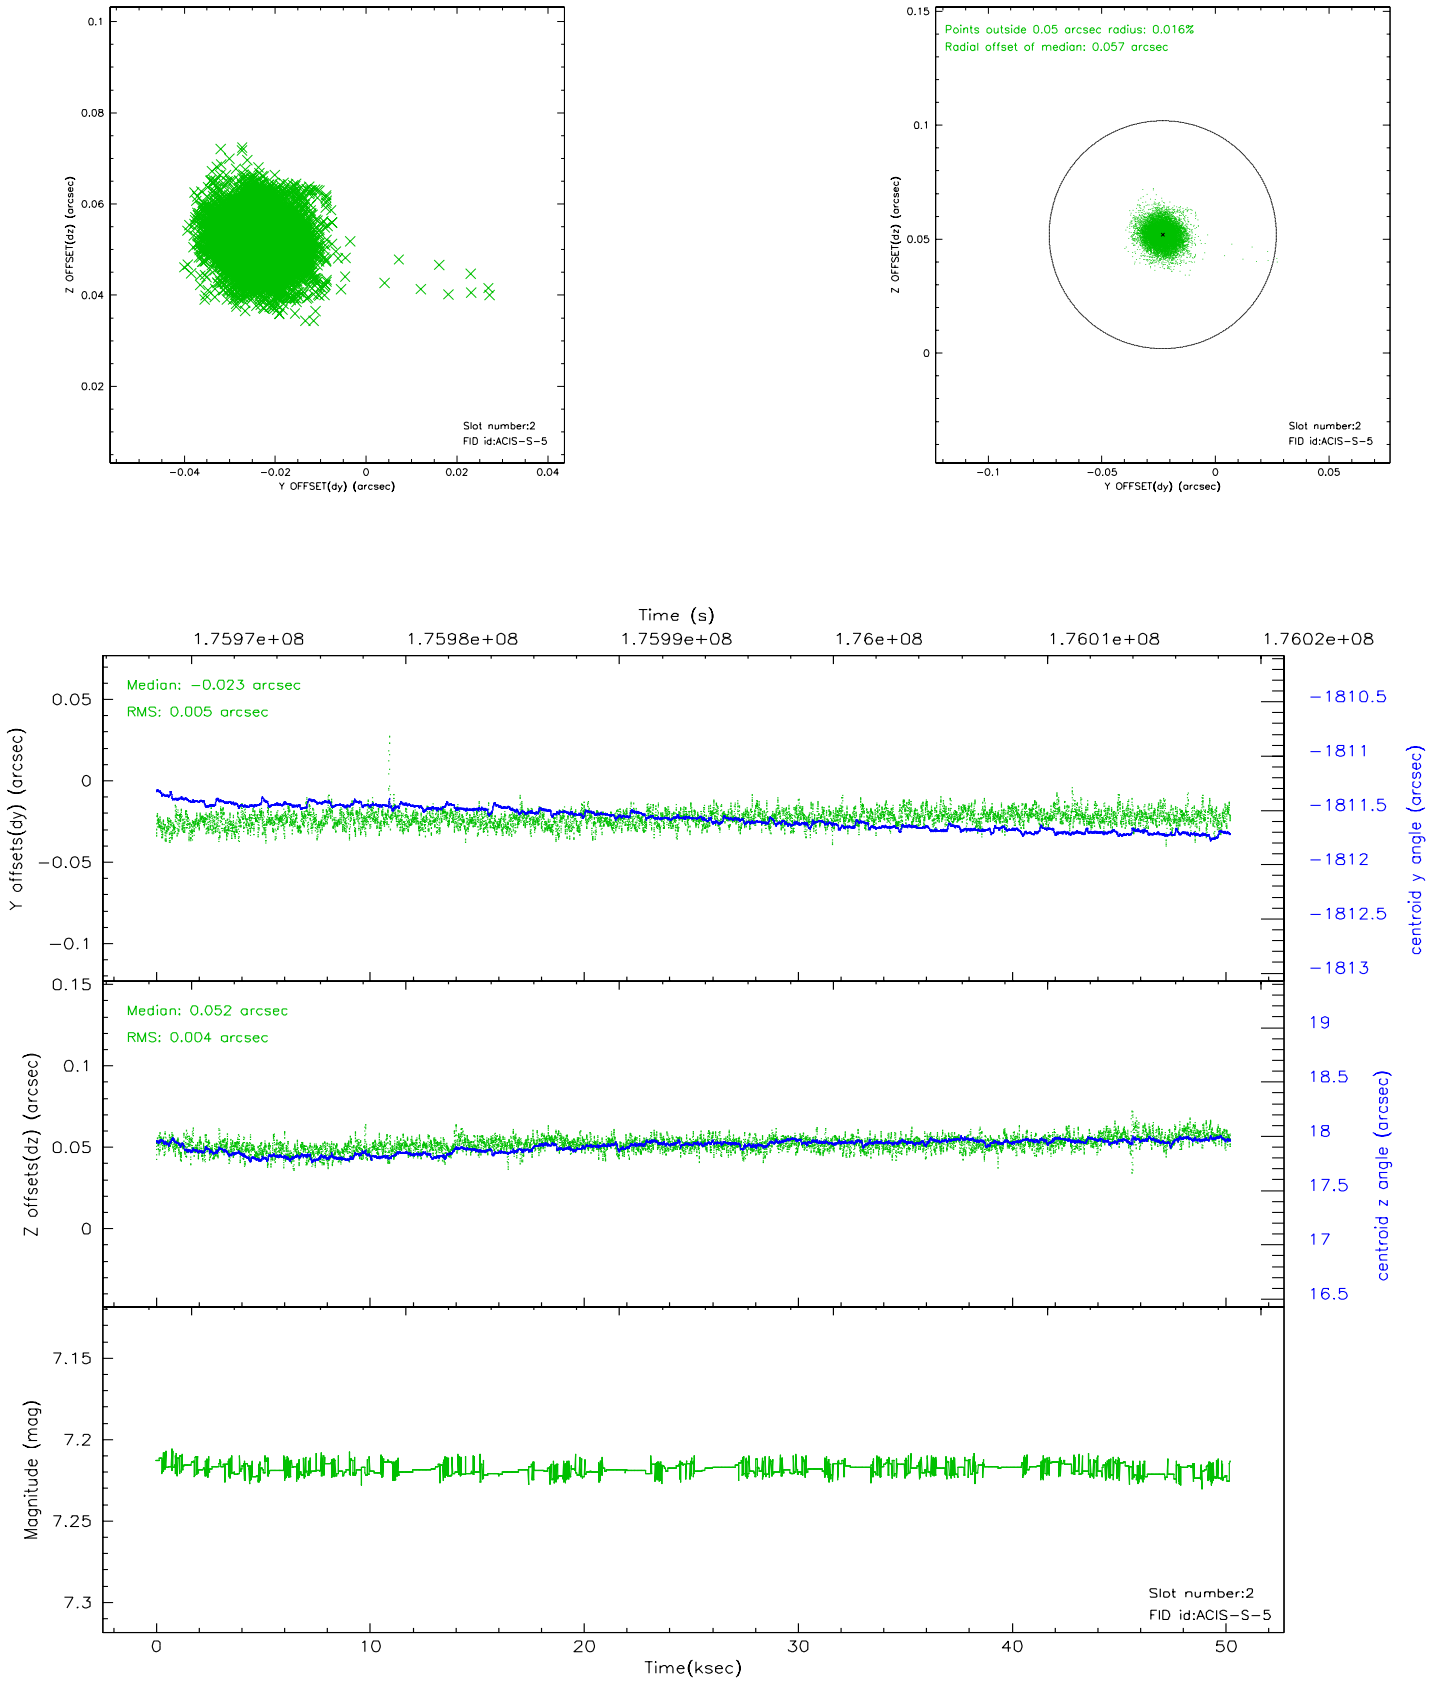 0.1
0.08
0.06
0.04
0.02
Z OFFSET(dz) (arcsec)
Slot number:2
FID id:ACIS-S-5
-0.04
-0.02
0
0.02
0.04
Y OFFSET(dy) (arcsec)
Points outside 0.05 arcsec radius: 0.016%
Radial offset of median: 0.057 arcsec
0.15
0.1
0.05
0
Z OFFSET(dz) (arcsec)
Slot number:2
FID id:ACIS-S-5
-0.1
-0.05
0
0.05
Y OFFSET(dy) (arcsec)
Time (s)
1.7597e+08
1.7598e+08
1.7599e+08
1.76e+08
1.7601e+08
1.7602e+08
Median: -0.023 arcsec
RMS: 0.005 arcsec
0.05
0
-0.05
-0.1
Y offsets(dy) (arcsec)
-1810.5
-1811
-1811.5
-1812
-1812.5
-1813
centroid y angle (arcsec)
Median: 0.052 arcsec
RMS: 0.004 arcsec
0.15
0.1
0.05
0
Z offsets(dz) (arcsec)
19
18.5
18
17.5
17
16.5
centroid z angle (arcsec)
7.15
7.2
7.25
7.3
Magnitude (mag)
Slot number:2
FID id:ACIS-S-5
0
10
20
30
40
50
Time(ksec)